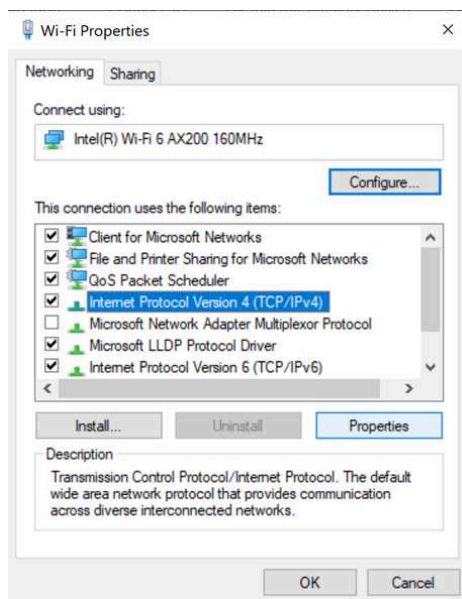 Wi-Fi Properties
Networking
Sharing
Connect using:
Intel(R) Wi-Fi 6 AX200 160MHz
Configure...
This connection uses the following items:
Client for Microsoft Networks
File and Printer Sharing for Microsoft Networks
QoS Packet Scheduler
Internet Protocol Version 4 (TCP/IPv4)
Microsoft Network Adapter Multiplexor Protocol
Microsoft LLDP Protocol Driver
Internet Protocol Version 6 (TCP/IPv6)
Install...
Uninstall
Properties
Description
Transmission Control Protocol/Internet Protocol. The default
wide area network protocol that provides communication
across diverse interconnected networks.
OK
Cancel